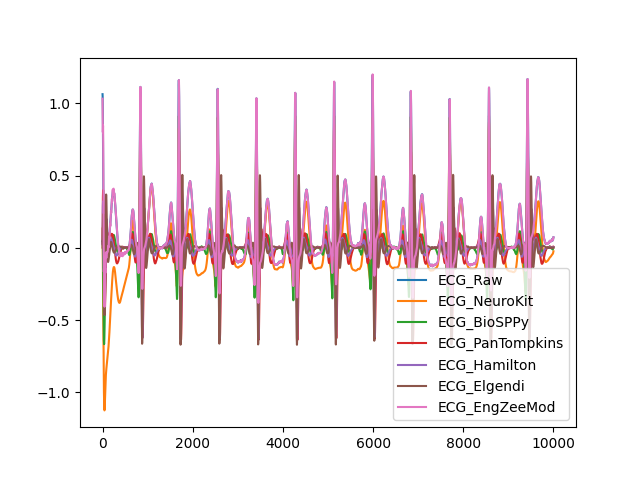 1.0
0.5
0.0
−0.5
−1.0
ECG_Raw
ECG_NeuroKit
ECG_BioSPPy
ECG_PanTompkins
ECG_Hamilton
ECG_Elgendi
ECG_EngZeeMod
0 2000 4000 6000 8000 10000